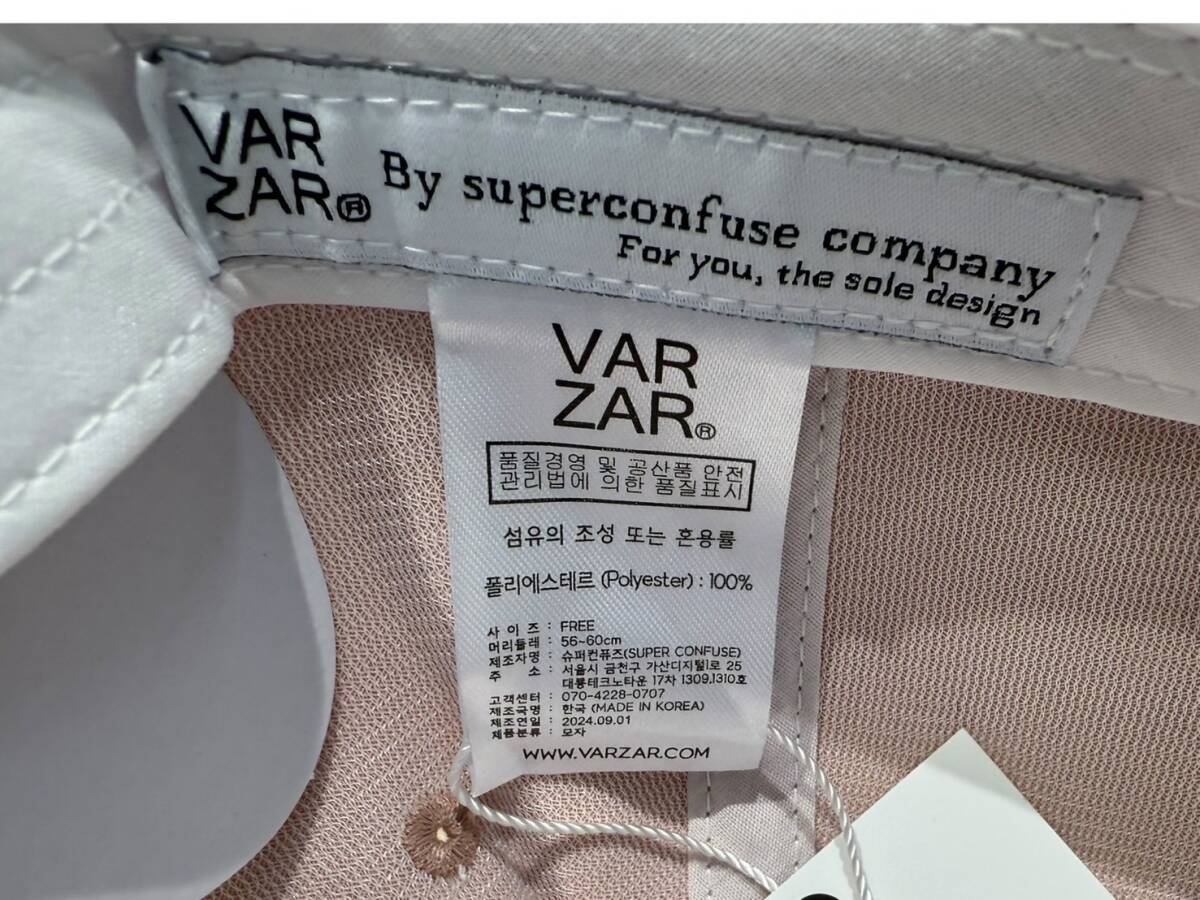 VAR
ZAR®
By superconfuse company
For you, the sole design
VAR
ZAR®
품질경영 및 공산품 안전
관리법에 의한 품질표시
섬유의 조성 또는 혼용률
폴리에스테르 (Polyester) : 100%
사 이 즈 : FREE
머리둘레 : 56~60cm
제조자명 : 슈퍼컨퓨즈(SUPER CONFUSE)
주 소 : 서울시 금천구 가산디지털1로 25
대륭테크노타운 17차 1309,1310호
고객센터 : 070-4228-0707
제조국명 : 한국 (MADE IN KOREA)
제조연일 : 2024.09.01
제품분류 : 모자
WWW.VARZAR.COM